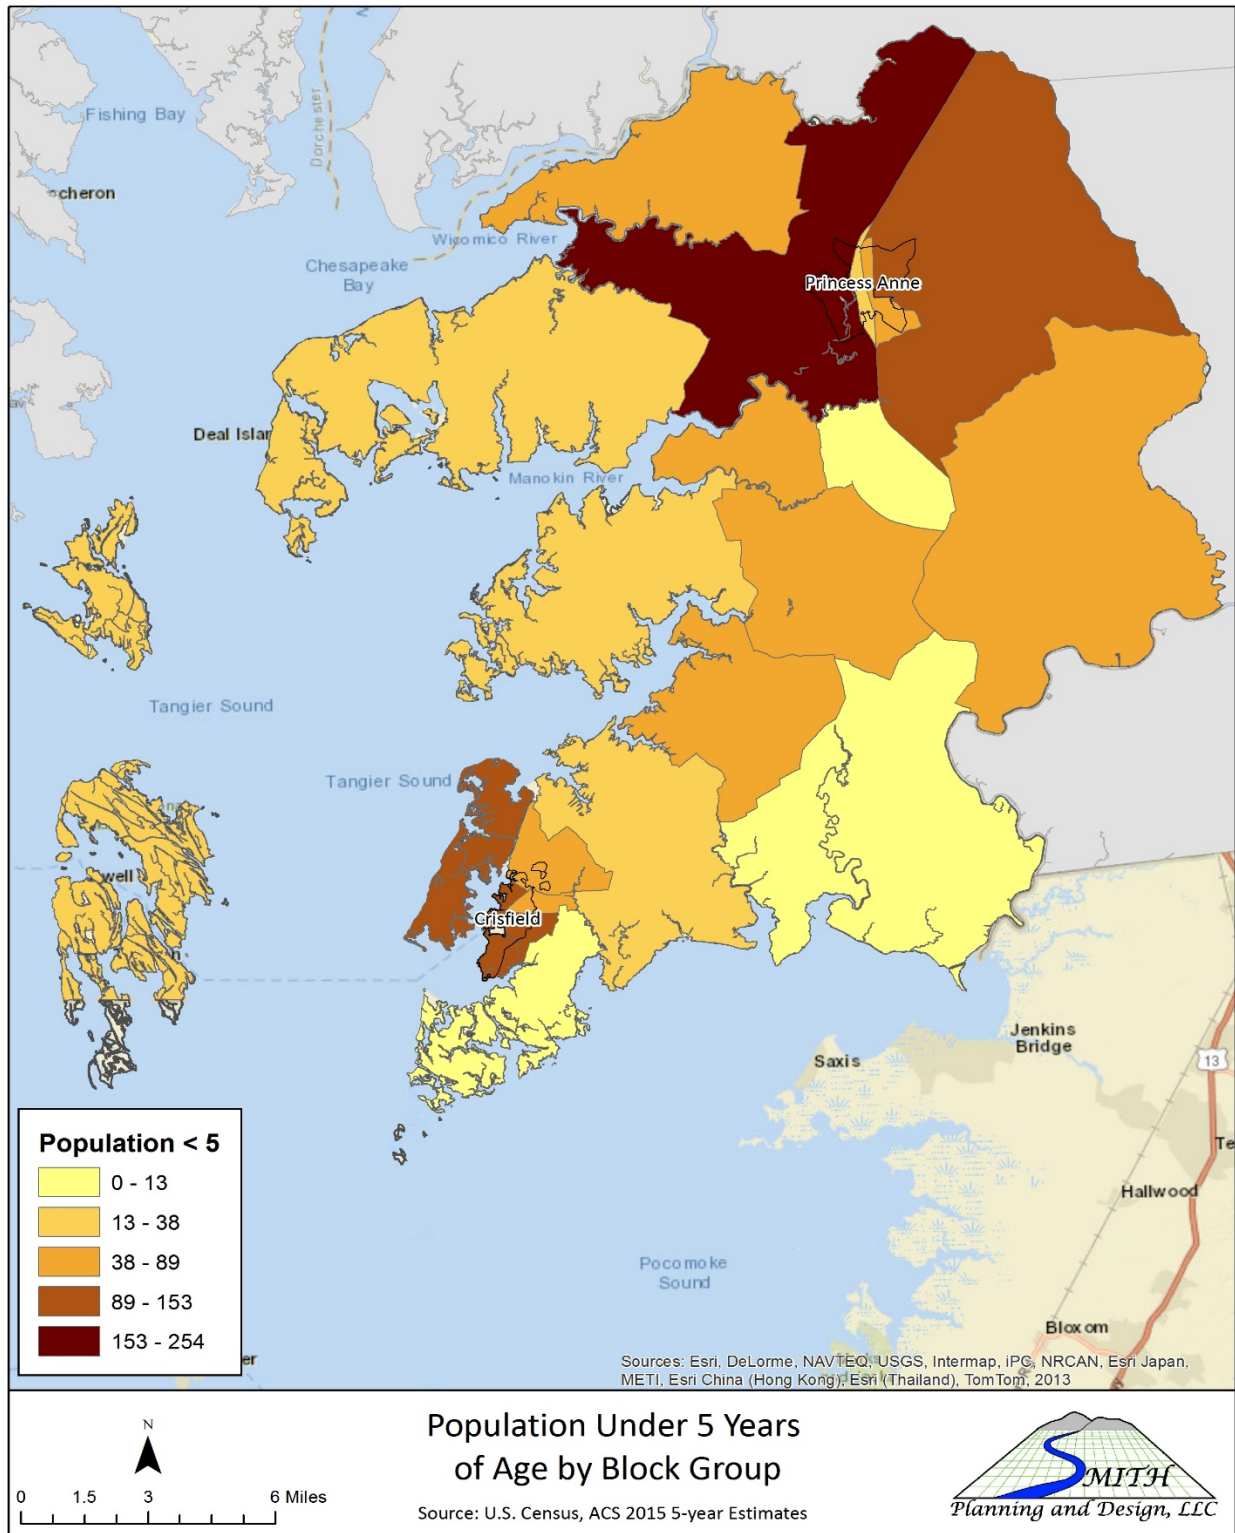 Fishing Bay
Dorchester
cheron
Wicomico River
Chesapeake
Bay
Princess Anne
Deal Islar
Manokin River
1
Tangier Sound
Tangier Sound
well
Crisfield
Jenkins
Bridge
Saxis
13
Te
Hallwood
Pocomoke
Sound
Bloxom
er
Population < 5
0 - 13
13 - 38
38 - 89
89 - 153
153 - 254
Sources: Esri, DeLorme, NAVTEQ, USGS, Intermap, iPC, NRCAN, Esri Japan,
METI, Esri China (Hong Kong), Esri (Thailand), TomTom, 2013
N
0 1.5 3 6 Miles
Population Under 5 Years
of Age by Block Group
Source: U.S. Census, ACS 2015 5-year Estimates
SMITH
Planning and Design, LLC